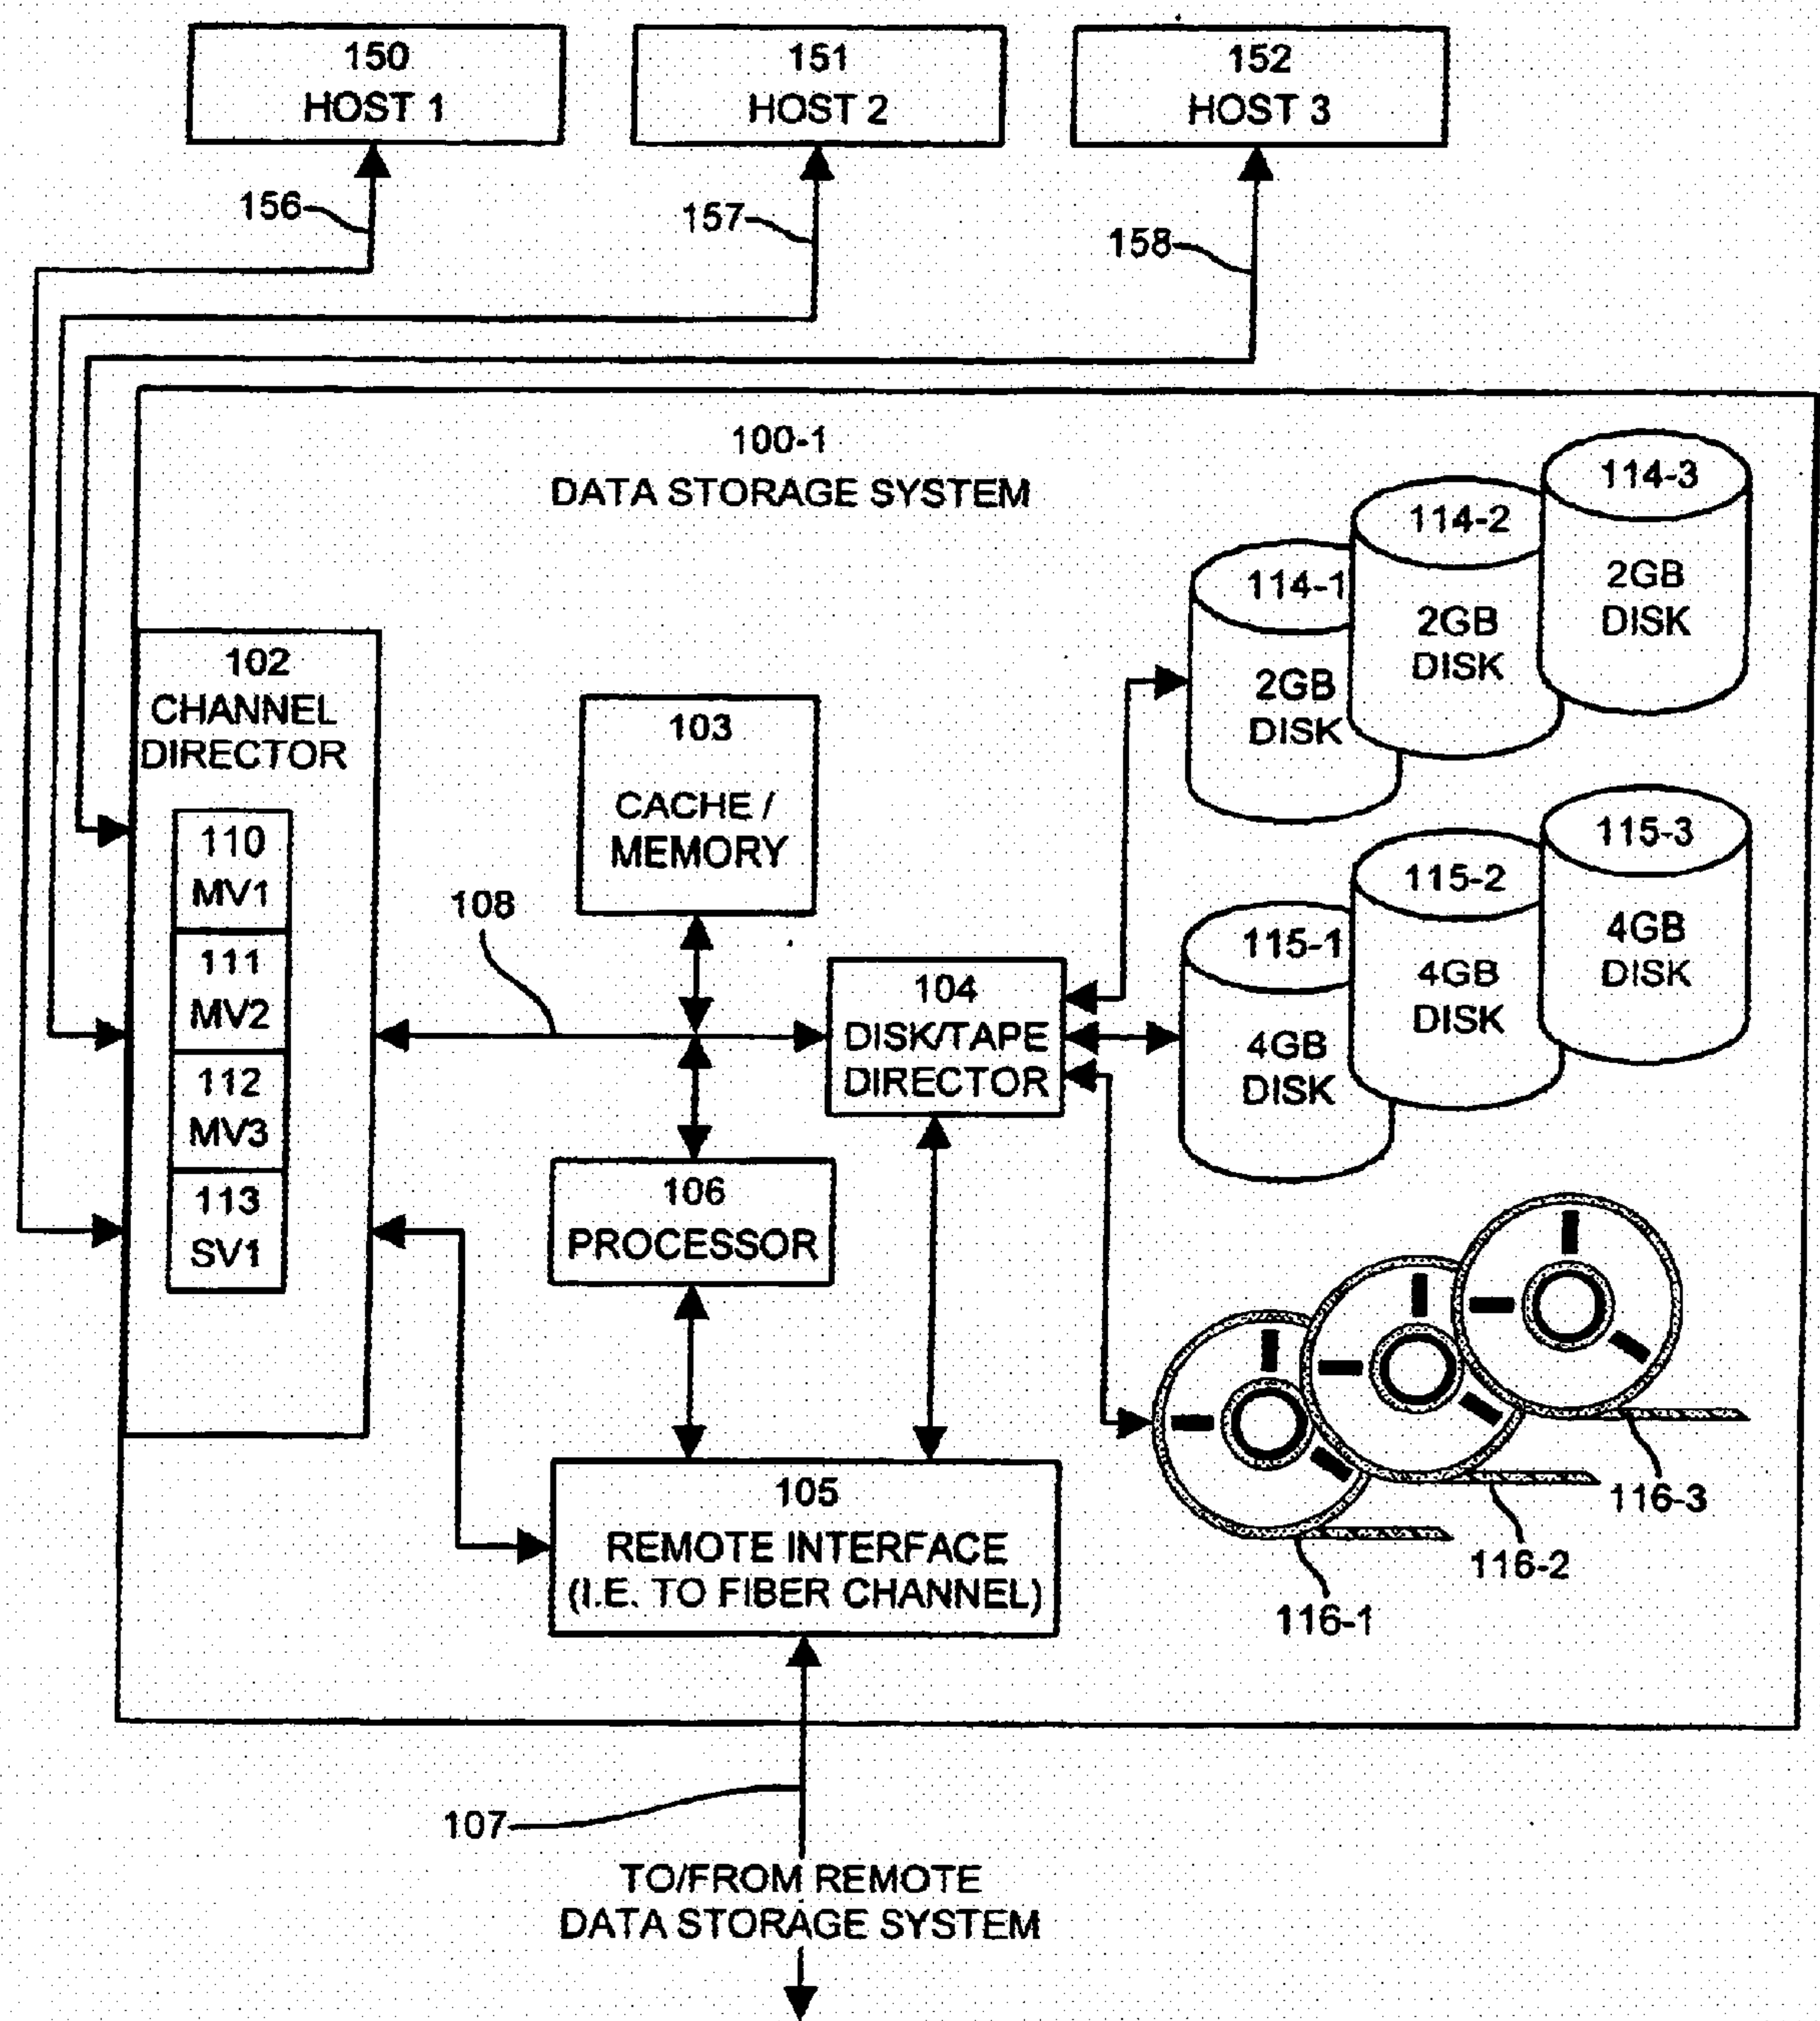 150
HOST 1
151
HOST 2
152
HOST 3
156
157
158
100-1
DATA STORAGE SYSTEM
114-3
2GB
DISK
114-2
2GB
DISK
114-1
2GB
DISK
102
CHANNEL
DIRECTOR
110
MV1
111
MV2
112
MV3
113
SV1
103
CACHE /
MEMORY
108
104
DISK/TAPE
DIRECTOR
115-3
4GB
DISK
115-2
4GB
DISK
115-1
4GB
DISK
106
PROCESSOR
105
REMOTE INTERFACE
(I.E. TO FIBER CHANNEL)
116-3
116-2
116-1
107
TO/FROM REMOTE
DATA STORAGE SYSTEM